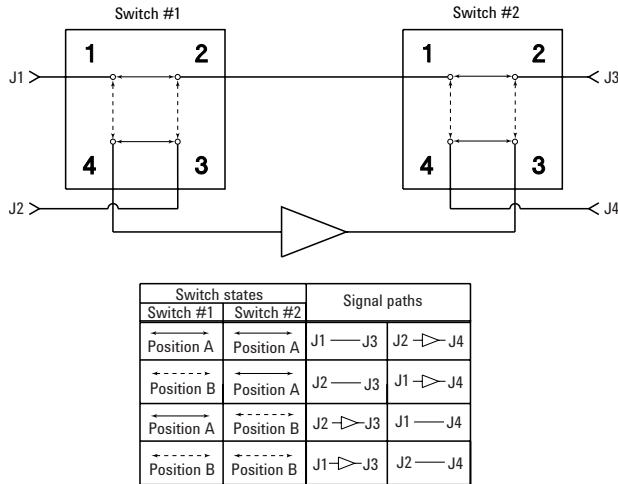 Switch #1 Switch #2
1 2 1 2
J1 J3
4 3 4 3
J2 J4
Switch states Signal paths
Switch #1 Switch #2
Position A Position A J1 J3 J2 J4
Position B Position A J2 J3 J1 J4
Position A Position B J2 J3 J1 J4
Position B Position B J1 J3 J2 J4